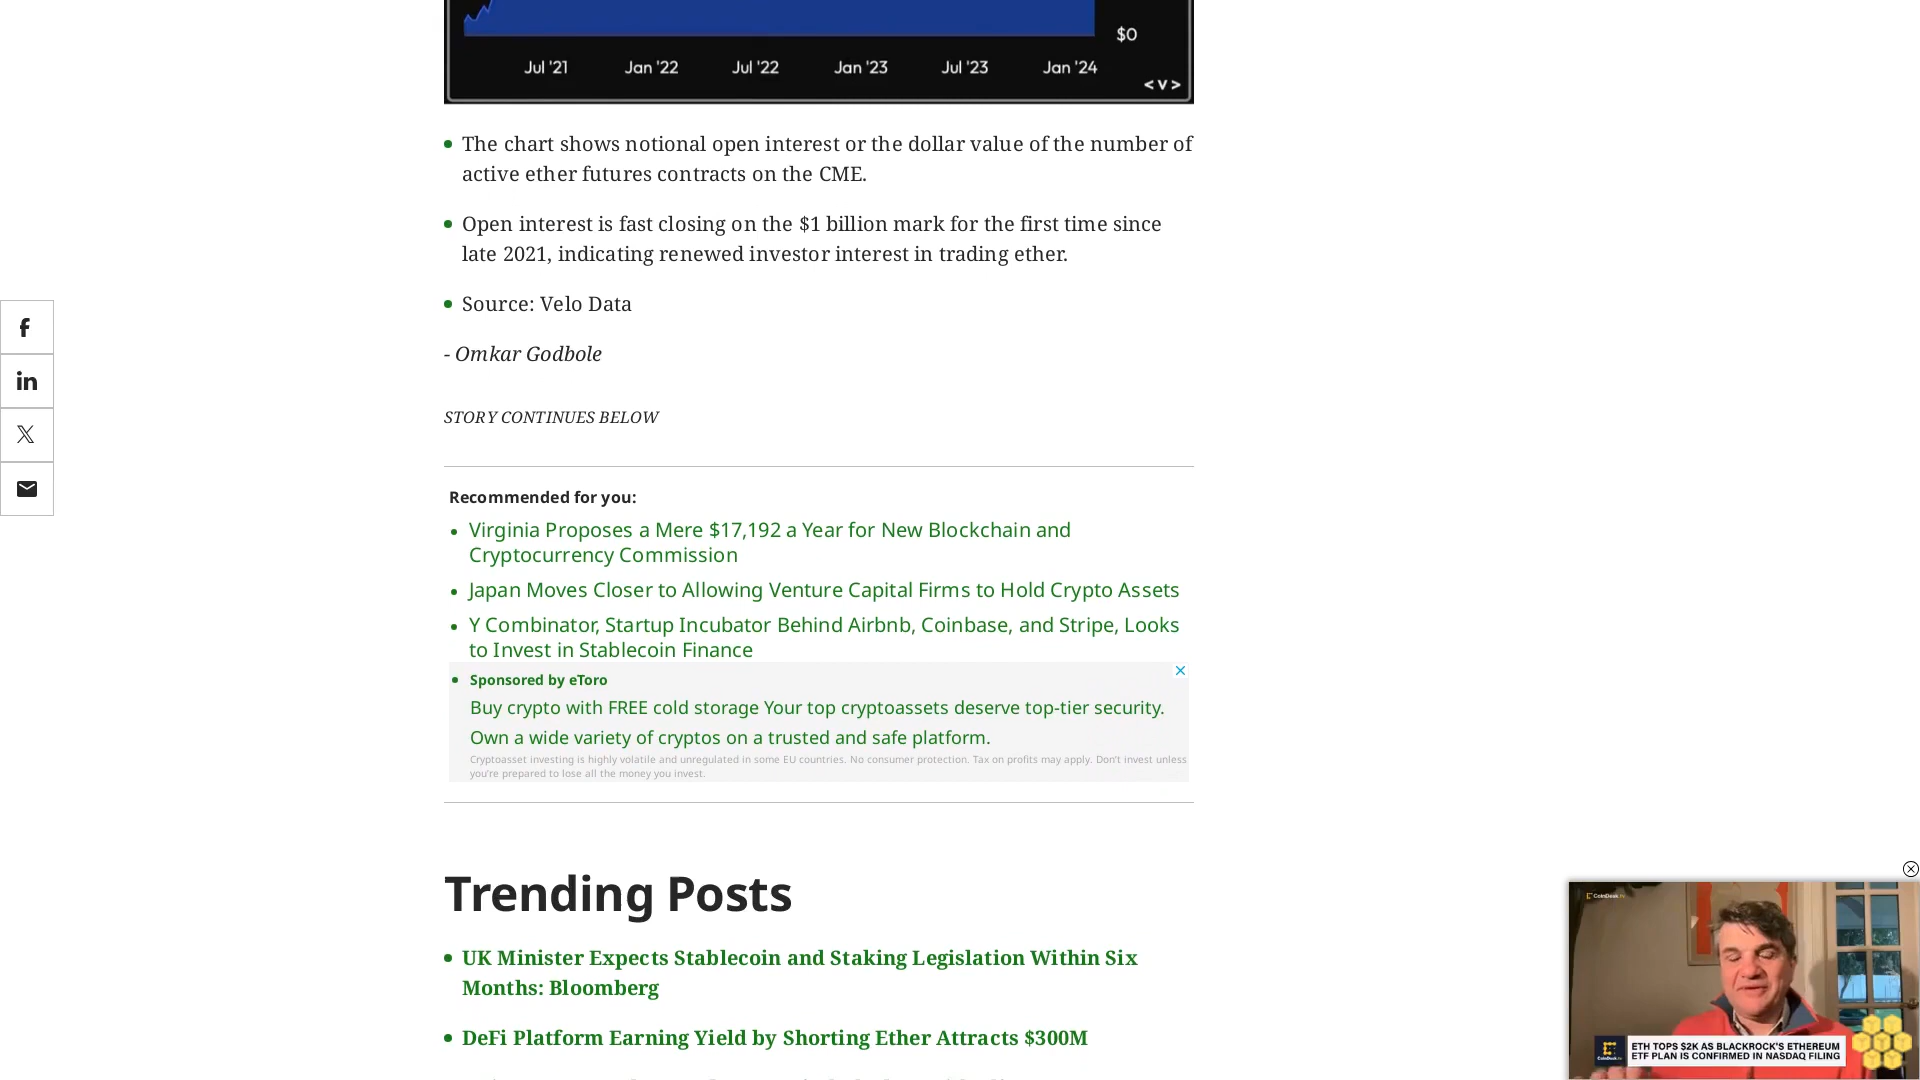 $0
Jul '21 Jan '22 Jul '22 Jan '23 Jul '23 Jan '24
<v>
The chart shows notional open interest or the dollar value of the number of
active ether futures contracts on the CME.
Open interest is fast closing on the $1 billion mark for the first time since
late 2021, indicating renewed investor interest in trading ether.
Source: Velo Data
- Omkar Godbole
STORY CONTINUES BELOW
Recommended for you:
Virginia Proposes a Mere $17,192 a Year for New Blockchain and
Cryptocurrency Commission
Japan Moves Closer to Allowing Venture Capital Firms to Hold Crypto Assets
Y Combinator, Startup Incubator Behind Airbnb, Coinbase, and Stripe, Looks
to Invest in Stablecoin Finance
Sponsored by eToro
Buy crypto with FREE cold storage Your top cryptoassets deserve top-tier security.
Own a wide variety of cryptos on a trusted and safe platform.
Cryptoasset investing is highly volatile and unregulated in some EU countries. No consumer protection. Tax on profits may apply. Don't invest unless
you're prepared to lose all the money you invest.
Trending Posts
UK Minister Expects Stablecoin and Staking Legislation Within Six
Months: Bloomberg
DeFi Platform Earning Yield by Shorting Ether Attracts $300M
CoinDesk TV
ETH TOPS $2K AS BLACKROCK'S ETHEREUM
ETF PLAN IS CONFIRMED IN NASDAQ FILING